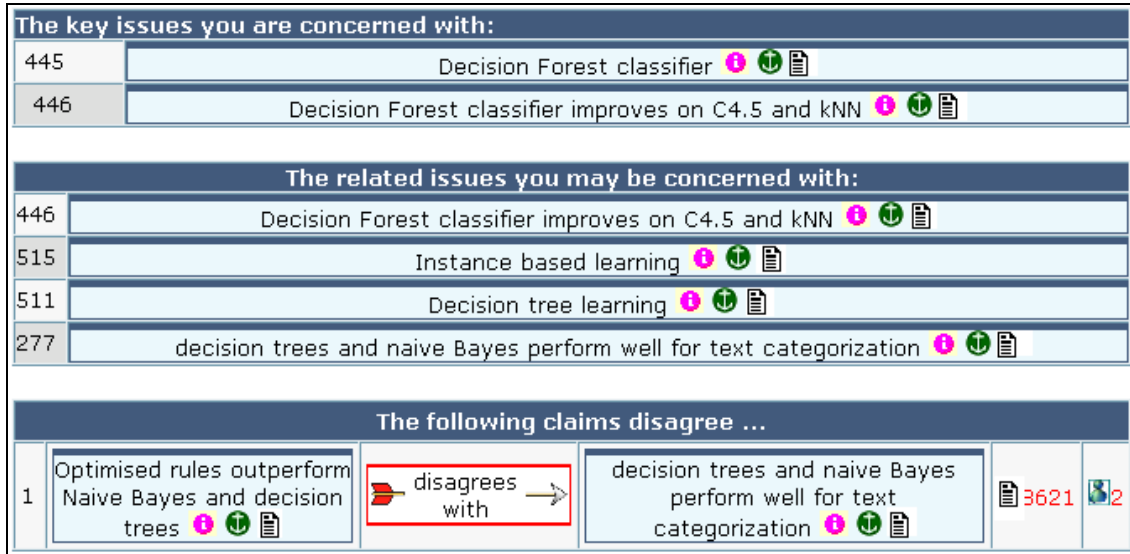 The key issues you are concerned with:
445 Decision Forest classifier
446 Decision Forest classifier improves on C4.5 and kNN
The related issues you may be concerned with:
446 Decision Forest classifier improves on C4.5 and kNN
515 Instance based learning
511 Decision tree learning
277 decision trees and naive Bayes perform well for text categorization
The following claims disagree ...
1
Optimised rules outperform
Naive Bayes and decision
trees
disagrees
with
decision trees and naive Bayes
perform well for text
categorization
3621
2